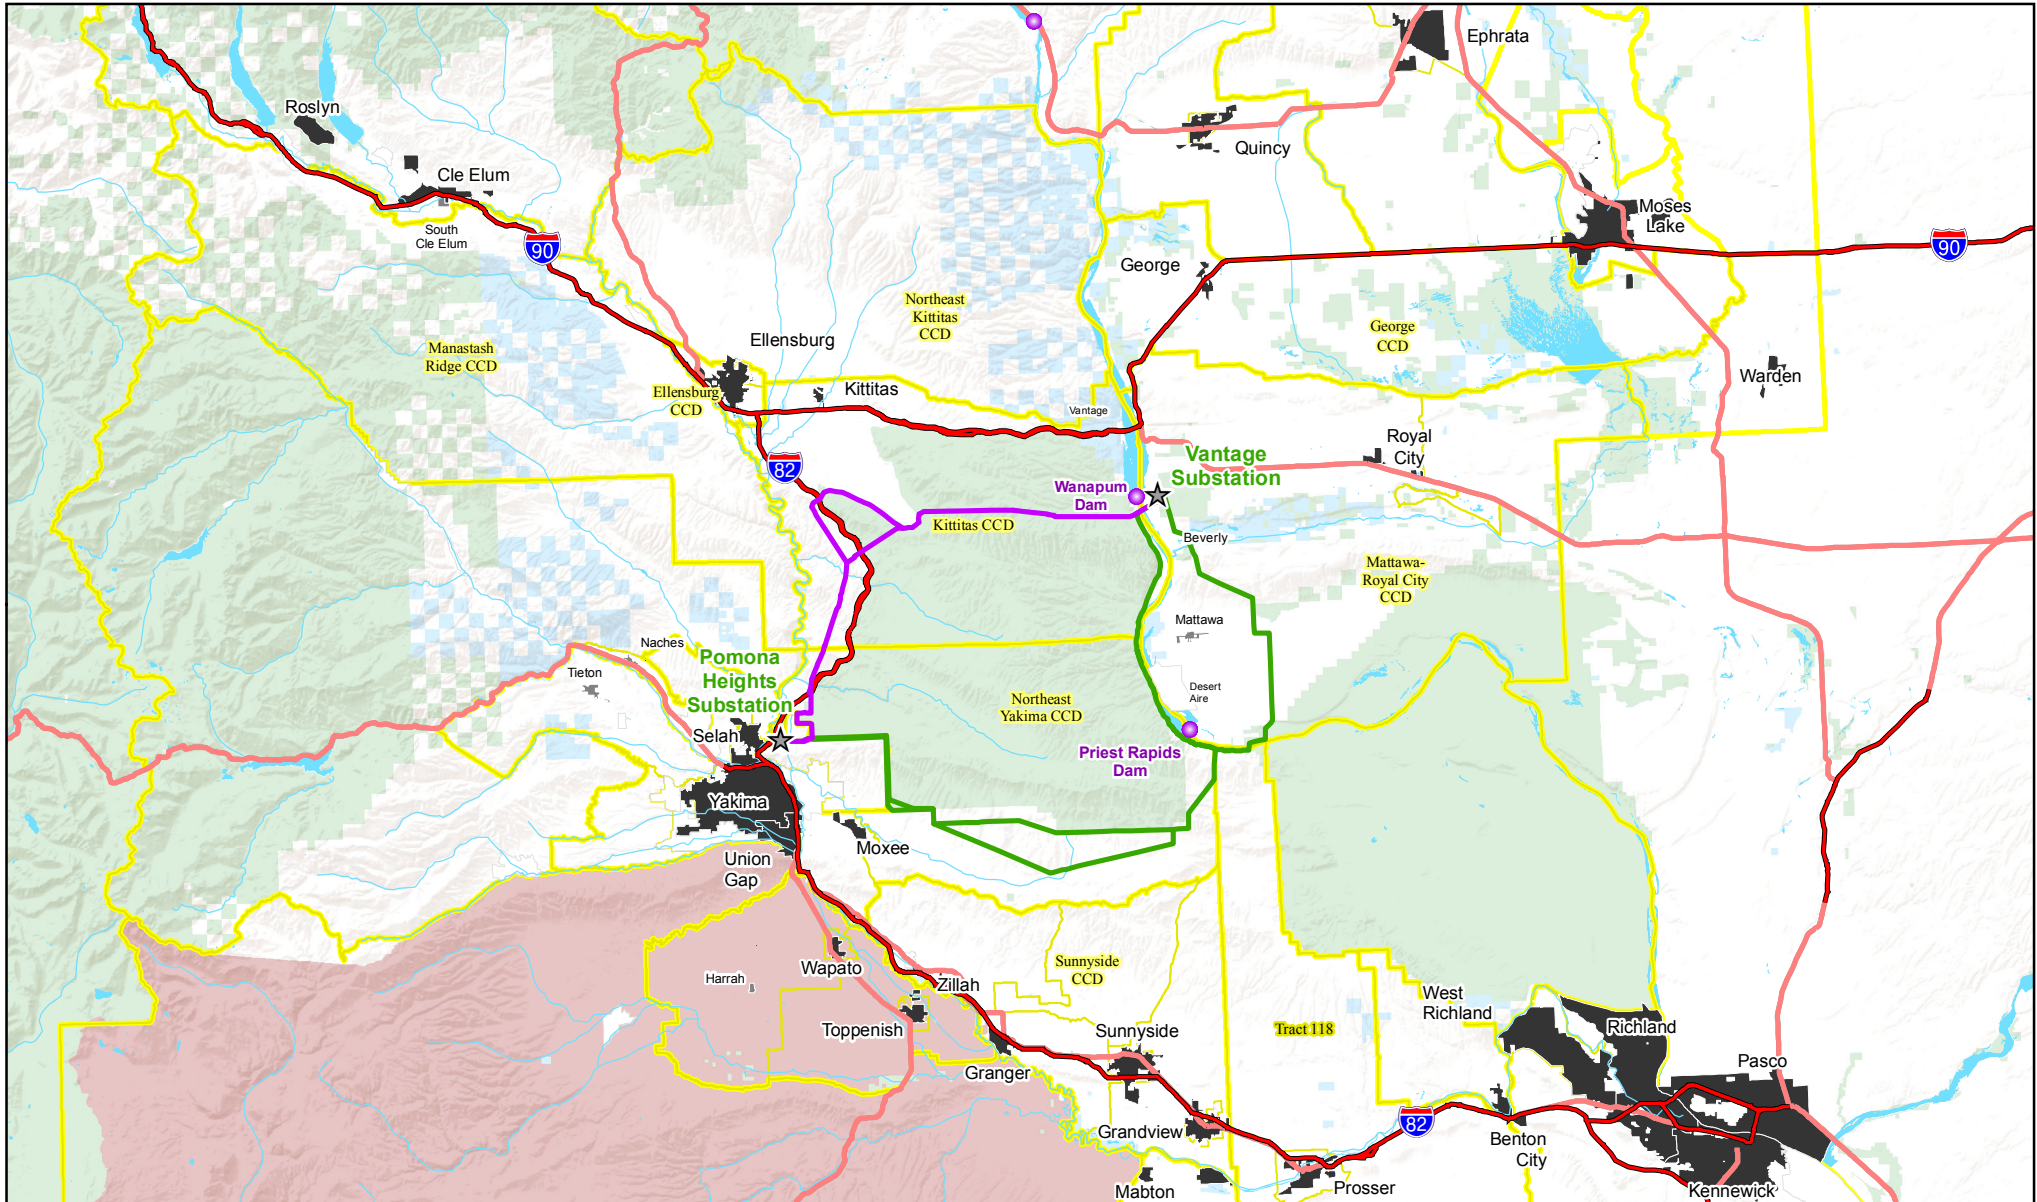 Ephrata
Roslyn
Quincy
Cle Elum
South
Cle Elum
90
Moses
Lake
90
George
Northeast
Kittitas
CCD
George
CCD
Manastash
Ridge CCD
Ellensburg
Ellensburg
CCD
Kittitas
Warden
Vantage
Royal
City
82
Vantage
Substation
Wanapum
Dam
Kittitas CCD
Beverly
Mattawa-
Royal City
CCD
Mattawa
Naches
Tieton
Pomona
Heights
Substation
Northeast
Yakima CCD
Desert
Aire
Selah
Priest Rapids
Dam
Yakima
Moxee
Union
Gap
Wapato
Harrah
Zillah
Sunnyside
CCD
Toppenish
West
Richland
Richland
Tract 118
Sunnyside
Granger
Pasco
82
Grandview
Benton
City
Prosser
Mabton
Kennewick